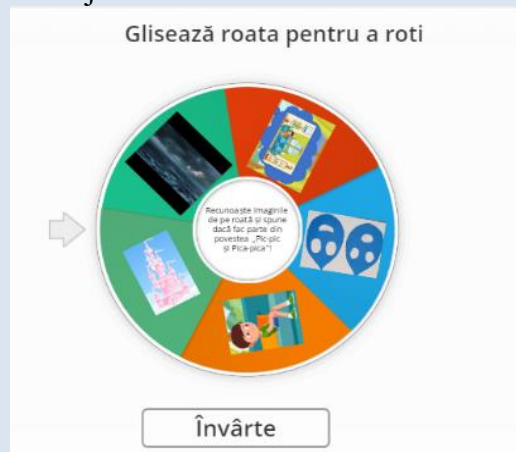 Glisează roata pentru a roti
Recunoaște imaginile
de pe roată și spune
dacă fac parte din
povestea „Pic-pic
și Pica-pica”!
Învârte